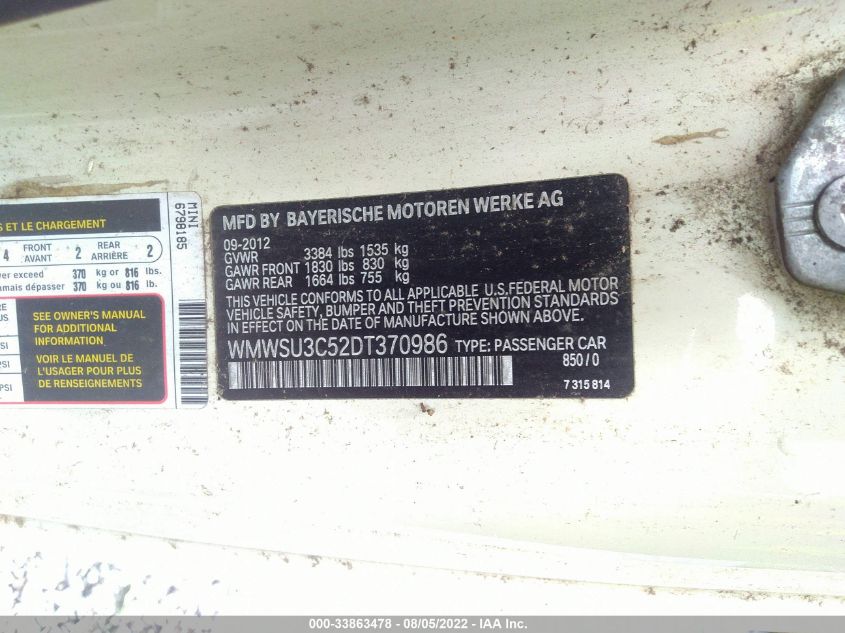 S ET LE CHARGEMENT
4 FRONT AVANT 2 REAR ARRIÈRE 2
ver exceed 370 kg or 816 lbs.
amais dépasser 370 kg ou 816 lb.
RE
US
SEE OWNER'S MANUAL
FOR ADDITIONAL
INFORMATION
VOIR LE MANUEL DE
L'USAGER POUR PLUS
DE RENSEIGNEMENTS
PSI
MINI
6798185
MFD BY BAYERISCHE MOTOREN WERKE AG
09-2012
GVWR 3384 lbs 1535 kg
GAWR FRONT 1830 lbs 830 kg
GAWR REAR 1664 lbs 755 kg
THIS VEHICLE CONFORMS TO ALL APPLICABLE U.S.FEDERAL MOTOR
VEHICLE SAFETY, BUMPER AND THEFT PREVENTION STANDARDS
IN EFFECT ON THE DATE OF MANUFACTURE SHOWN ABOVE.
WMWSU3C52DT370986 TYPE: PASSENGER CAR
850/0
7 315 814
000-33863478 - 08/05/2022 - IAA Inc.